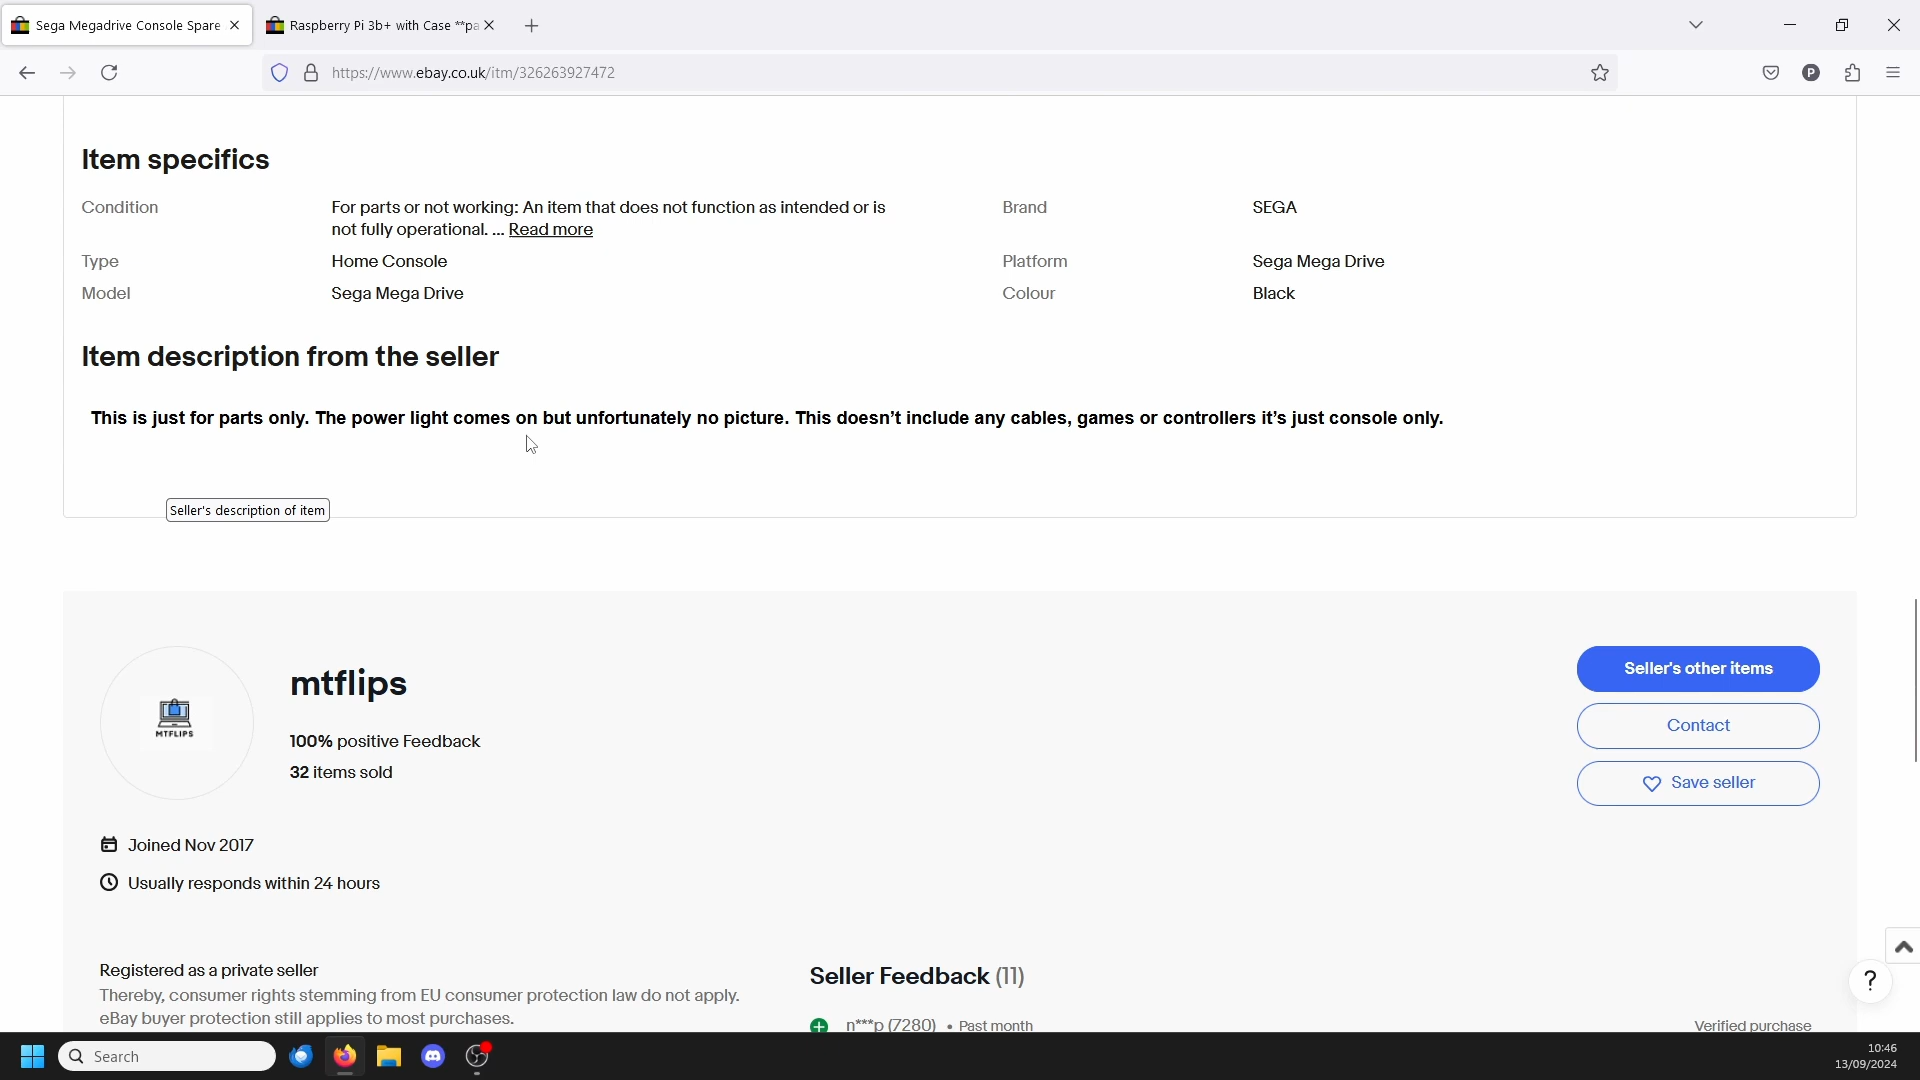 Sega Megadrive Console Spare
Raspberry Pi 3b+ with Case **pa
https://www.ebay.co.uk/itm/326263927472
P
Item specifics
Condition For parts or not working: An item that does not function as intended or is Brand SEGA
not fully operational. ... Read more
Type Home Console Platform Sega Mega Drive
Model Sega Mega Drive Colour Black
Item description from the seller
This is just for parts only. The power light comes on but unfortunately no picture. This doesn’t include any cables, games or controllers it’s just console only.
Seller's description of item
MTFLIPS
mtflips
100% positive Feedback
32 items sold
Seller's other items
Contact
Save seller
Joined Nov 2017
Usually responds within 24 hours
Registered as a private seller
Thereby, consumer rights stemming from EU consumer protection law do not apply.
eBay buyer protection still applies to most purchases.
Seller Feedback (11)
n***p (7280) • Past month Verified purchase
?
Search
10:46
13/09/2024